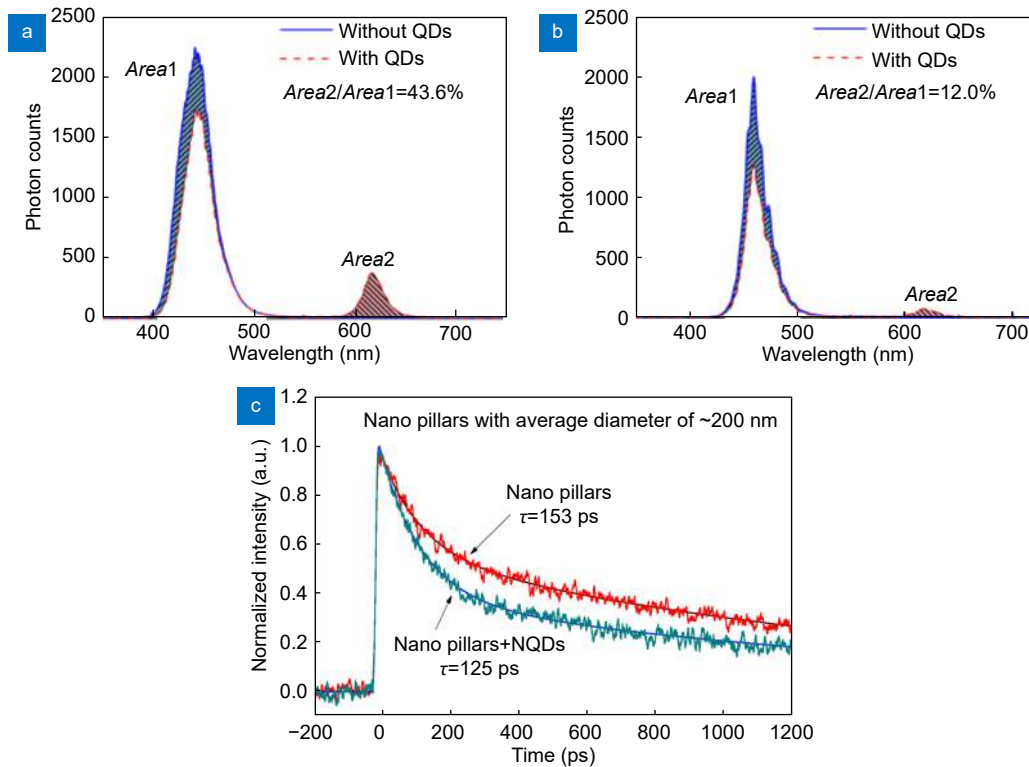 a
2500
2000
1500
1000
500
0
Photon counts
Area1
Without QDs
With QDs
Area2/Area1=43.6%
Area2
400
500
600
700
Wavelength (nm)
b
2500
2000
1500
1000
500
0
Photon counts
Area1
Without QDs
With QDs
Area2/Area1=12.0%
Area2
400
500
600
700
Wavelength (nm)
c
1.2
1.0
0.8
0.6
0.4
0.2
0.0
Normalized intensity (a.u.)
Nano pillars with average diameter of ~200 nm
Nano pillars
τ=153 ps
Nano pillars+NQDs
τ=125 ps
−200
0
200
400
600
800
1000
1200
Time (ps)